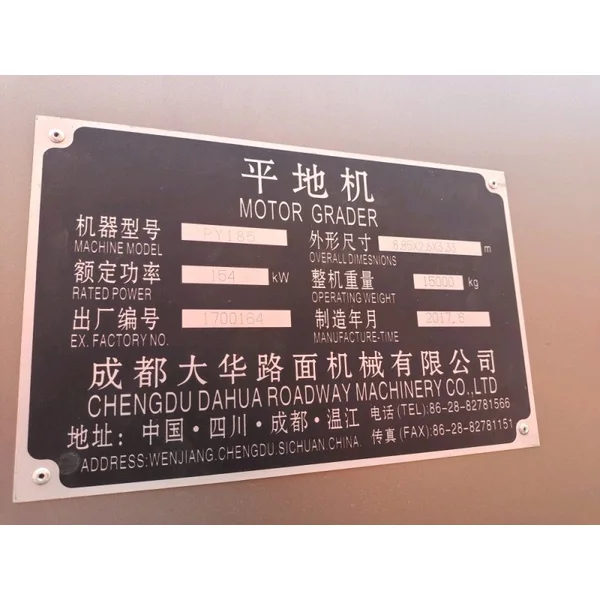 平地机
MOTOR GRADER
机器型号 PY185 外形尺寸 8.85X2.6X3.33 m
MACHINE MODEL OVERALL DIMESNIONS
额定功率 154 kW 整机重量 15000 kg
RATED POWER OPERATING WEIGHT
出厂编号 1700164 制造年月 2017.6
EX. FACTORY NO. MANUFACTURE-TIME
成都大华路面机械有限公司
CHENGDU DAHUA ROADWAY MACHINERY CO.,LTD
地址: 中国·四川·成都·温江 电话(TEL):86-28-82781566
ADDRESS:WENJIANG.CHENGDU.SICHUAN.CHINA. 传真(FAX):86-28-82781151